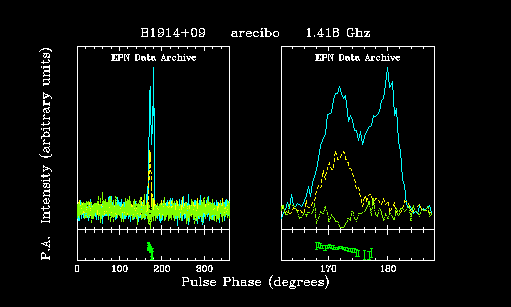 B1914+09 arecibo 1.418 Ghz
EPN Data Archive EPN Data Archive
P.A. Intensity (arbitrary units)
0 100 200 300 170 180
Pulse Phase (degrees)